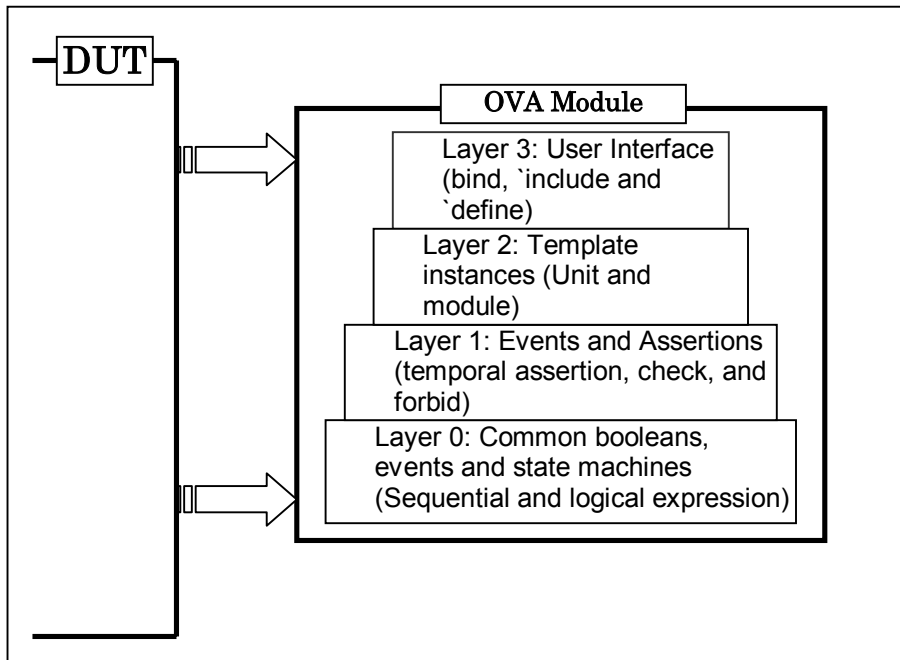 DUT
OVA Module
Layer 3: User Interface
(bind, `include and
`define)
Layer 2: Template
instances (Unit and
module)
Layer 1: Events and Assertions
(temporal assertion, check, and
forbid)
Layer 0: Common booleans,
events and state machines
(Sequential and logical expression)